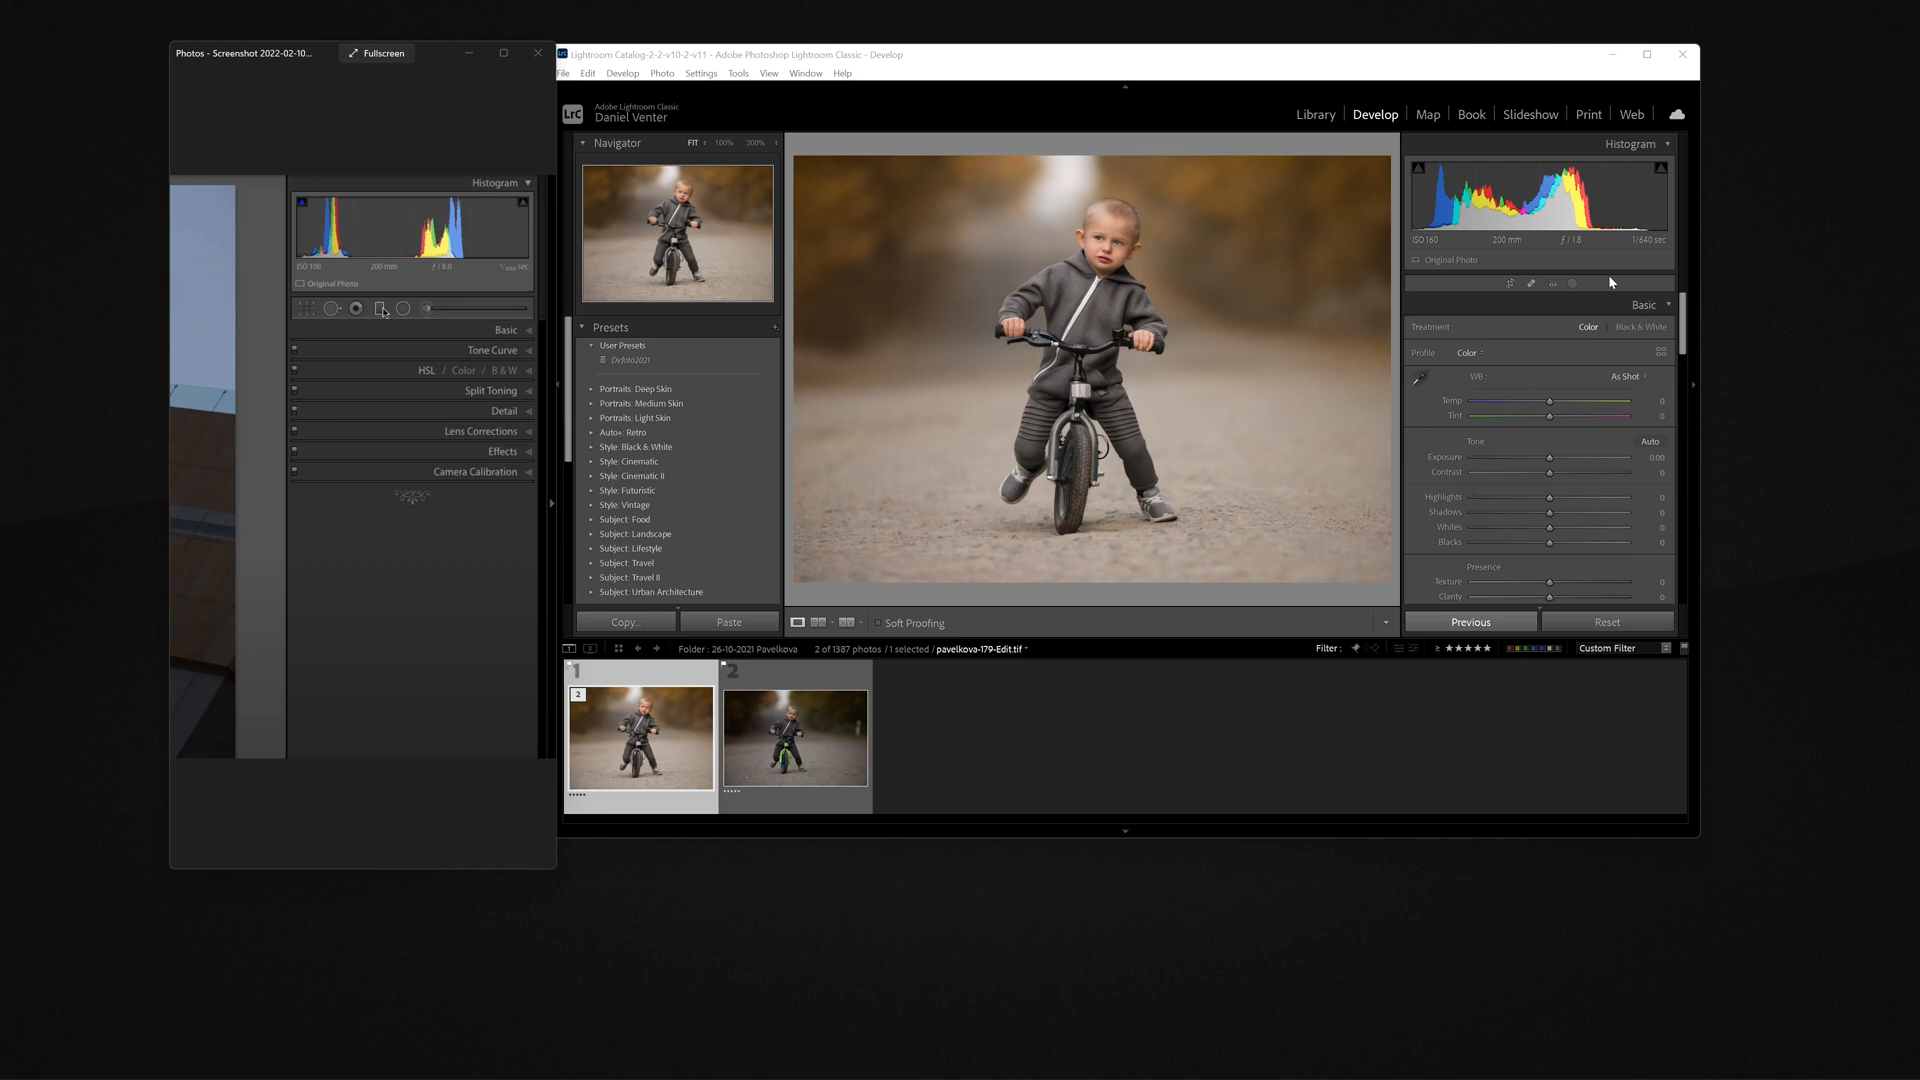 Photos - Screenshot 2022-02-10...
Fullscreen
Histogram
ISO 100
200 mm
ƒ / 8.0
Original Photo
Basic
Tone Curve
HSL / Color / B & W
Split Toning
Detail
Lens Corrections
Effects
Camera Calibration
Lightroom Catalog-2-2-v10-2-v11 - Adobe Photoshop Lightroom Classic - Develop
File Edit Develop Photo Settings Tools View Window Help
LrC
Adobe Lightroom Classic
Daniel Venter
Library Develop Map Book Slideshow Print Web
Navigator FIT 100% 300%
Presets
User Presets
Dvfoto2021
Portraits: Deep Skin
Portraits: Medium Skin
Portraits: Light Skin
Auto+: Retro
Style: Black & White
Style: Cinematic
Style: Cinematic II
Style: Futuristic
Style: Vintage
Subject: Food
Subject: Landscape
Subject: Lifestyle
Subject: Travel
Subject: Travel II
Subject: Urban Architecture
Copy... Paste
Soft Proofing
Histogram
ISO 160 200 mm ƒ / 1.8 1/640 sec
Original Photo
Basic
Treatment : Color Black & White
Profile : Color
WB : As Shot
Temp 0
Tint 0
Tone Auto
Exposure 0.00
Contrast 0
Highlights 0
Shadows 0
Whites 0
Blacks 0
Presence
Texture 0
Clarity 0
Previous Reset
1 2 Folder : 26-10-2021 Pavelkova 2 of 1387 photos / 1 selected / pavelkova-179-Edit.tif Filter : ≥ ★★★★★ Custom Filter
1 2
2